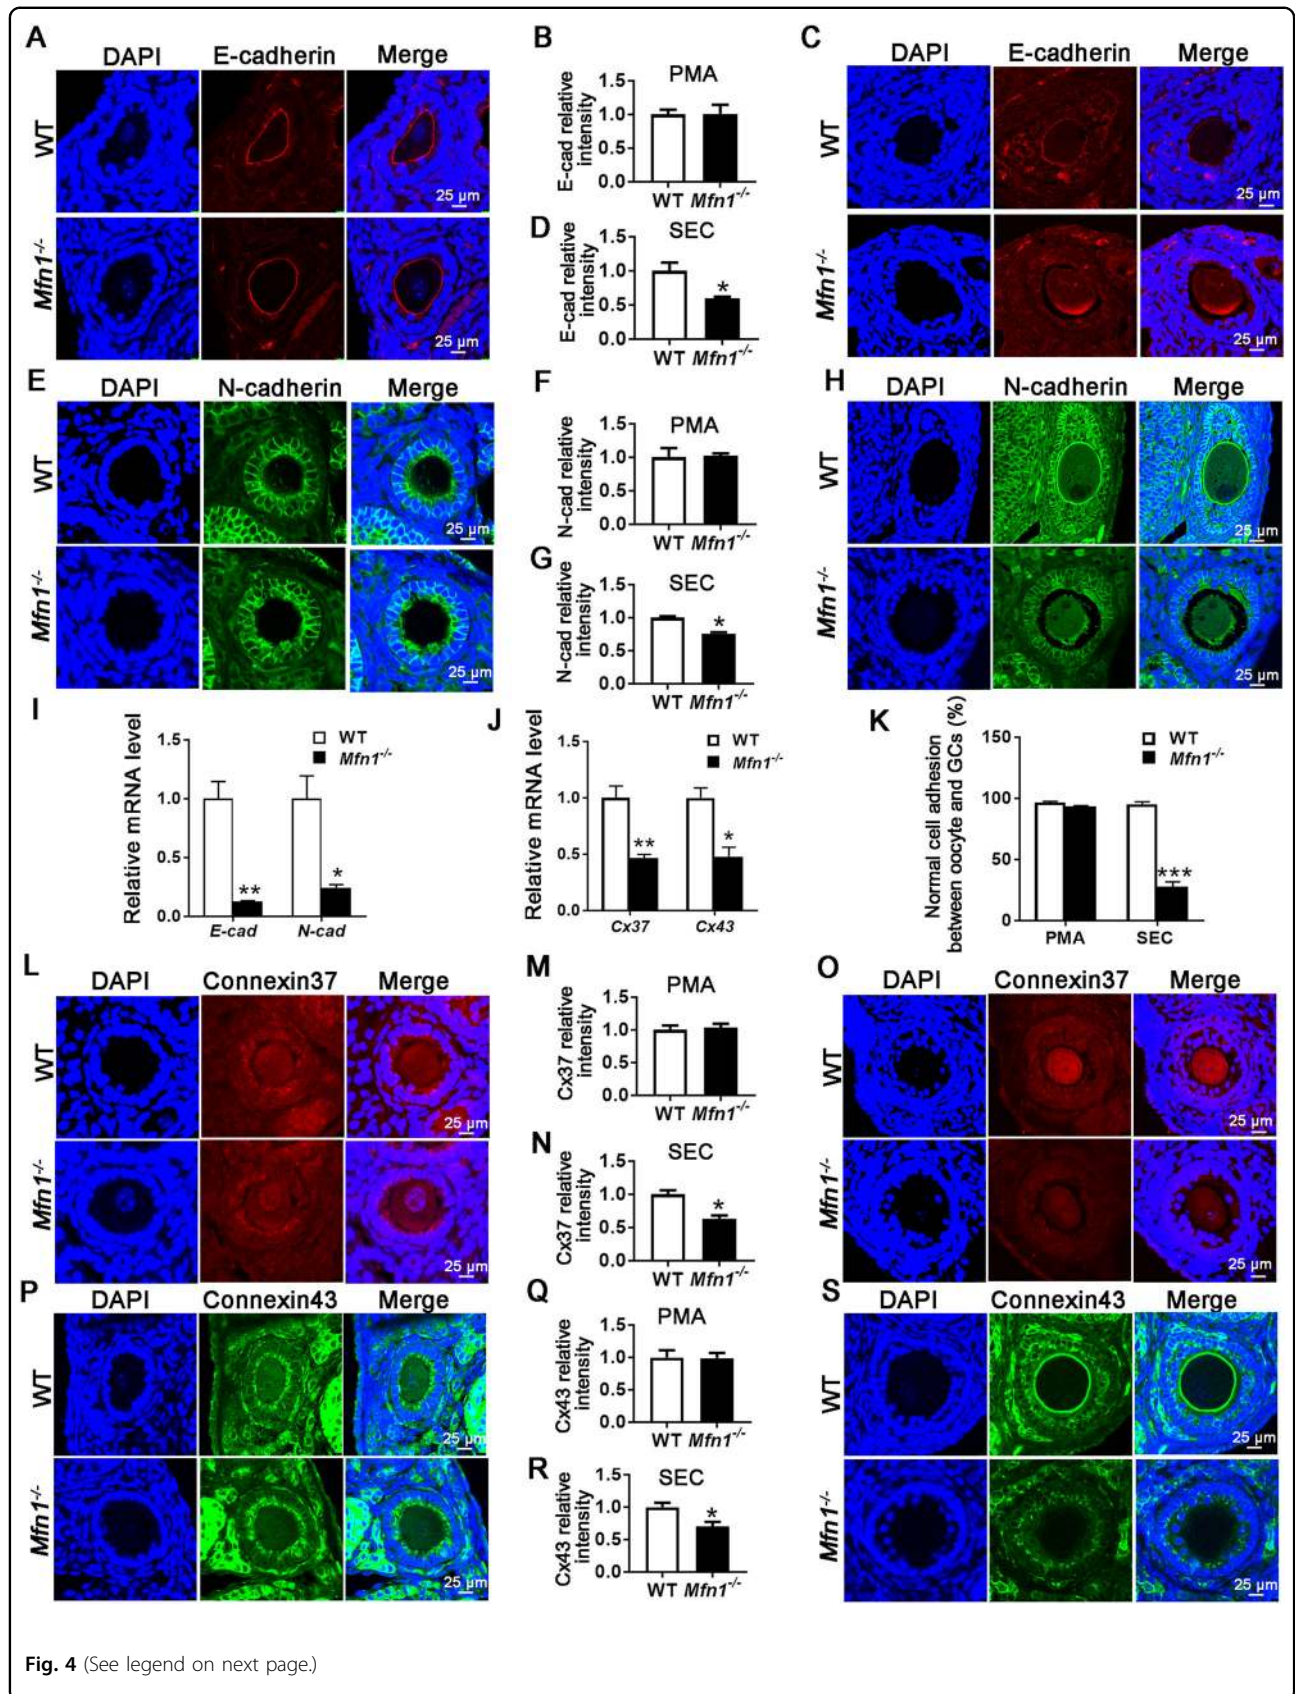 A
DAPI E-cadherin Merge
WT
25 µm
Mfn1-/-
25 µm
B
PMA
E-cad relative
intensity
1.5
1.0
0.5
0.0
WT Mfn1-/-
C
DAPI E-cadherin Merge
WT
25 µm
Mfn1-/-
25 µm
D
SEC
E-cad relative
intensity
1.5
1.0
0.5
0.0
WT Mfn1-/-
*
E
DAPI N-cadherin Merge
WT
25 µm
Mfn1-/-
25 µm
F
PMA
N-cad relative
intensity
1.5
1.0
0.5
0.0
WT Mfn1-/-
G
SEC
N-cad relative
intensity
1.5
1.0
0.5
0.0
WT Mfn1-/-
*
H
DAPI N-cadherin Merge
WT
25 µm
Mfn1-/-
25 µm
I
Relative mRNA level
1.5
1.0
0.5
0.0
WT
Mfn1-/-
** *
E-cad N-cad
J
Relative mRNA level
1.5
1.0
0.5
0.0
WT
Mfn1-/-
** *
Cx37 Cx43
K
Normal cell adhesion
between oocyte and GCs (%)
150
100
50
0
WT
Mfn1-/-
***
PMA SEC
L
DAPI Connexin37 Merge
WT
25 µm
Mfn1-/-
25 µm
M
PMA
Cx37 relative
intensity
1.5
1.0
0.5
0.0
WT Mfn1-/-
N
SEC
Cx37 relative
intensity
1.5
1.0
0.5
0.0
WT Mfn1-/-
*
O
DAPI Connexin37 Merge
WT
25 µm
Mfn1-/-
25 µm
P
DAPI Connexin43 Merge
WT
25 µm
Mfn1-/-
25 µm
Q
PMA
Cx43 relative
intensity
1.5
1.0
0.5
0.0
WT Mfn1-/-
R
SEC
Cx43 relative
intensity
1.5
1.0
0.5
0.0
WT Mfn1-/-
*
S
DAPI Connexin43 Merge
WT
25 µm
Mfn1-/-
25 µm
Fig. 4 (See legend on next page.)